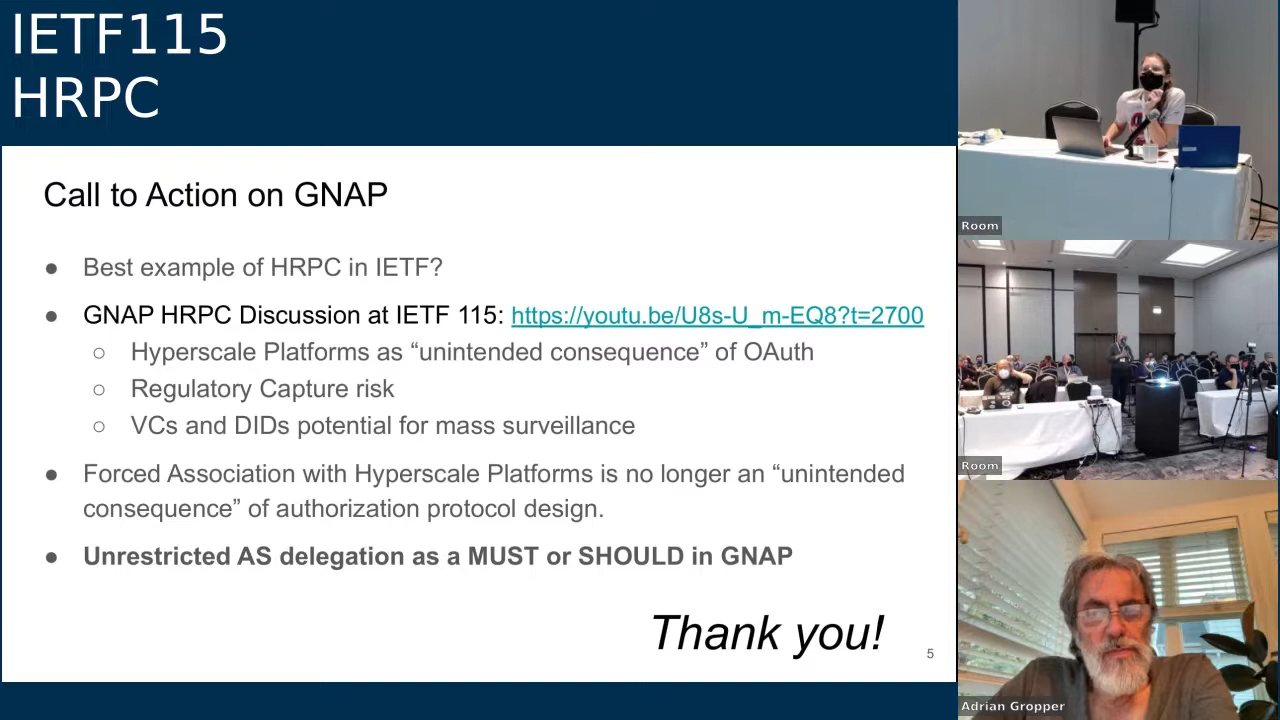 IETF115
HRPC
Call to Action on GNAP
● Best example of HRPC in IETF?
● GNAP HRPC Discussion at IETF 115: https://youtu.be/U8s-U_m-EQ8?t=2700
○ Hyperscale Platforms as “unintended consequence” of OAuth
○ Regulatory Capture risk
○ VCs and DIDs potential for mass surveillance
● Forced Association with Hyperscale Platforms is no longer an “unintended
consequence” of authorization protocol design.
● Unrestricted AS delegation as a MUST or SHOULD in GNAP
Thank you!
5
Room
Room
Adrian Gropper